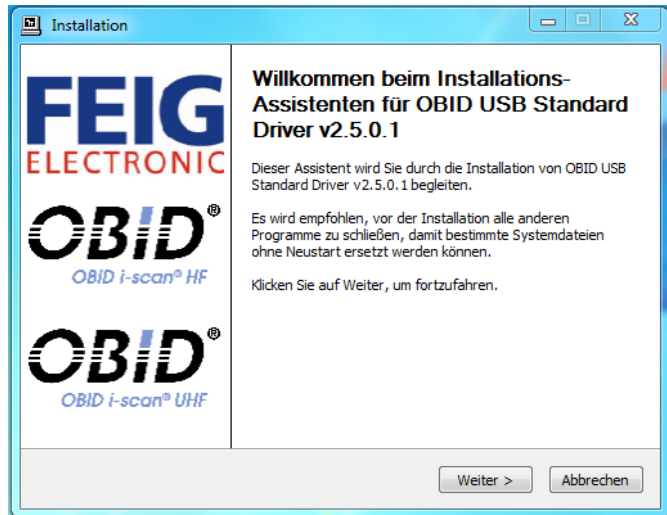 Installation
FEIG
ELECTRONIC
OBID®
OBID i-scan® HF
OBID®
OBID i-scan® UHF
Willkommen beim Installations-
Assistenten für OBID USB Standard
Driver v2.5.0.1
Dieser Assistent wird Sie durch die Installation von OBID USB
Standard Driver v2.5.0.1 begleiten.
Es wird empfohlen, vor der Installation alle anderen
Programme zu schließen, damit bestimmte Systemdateien
ohne Neustart ersetzt werden können.
Klicken Sie auf Weiter, um fortzufahren.
Weiter >
Abbrechen